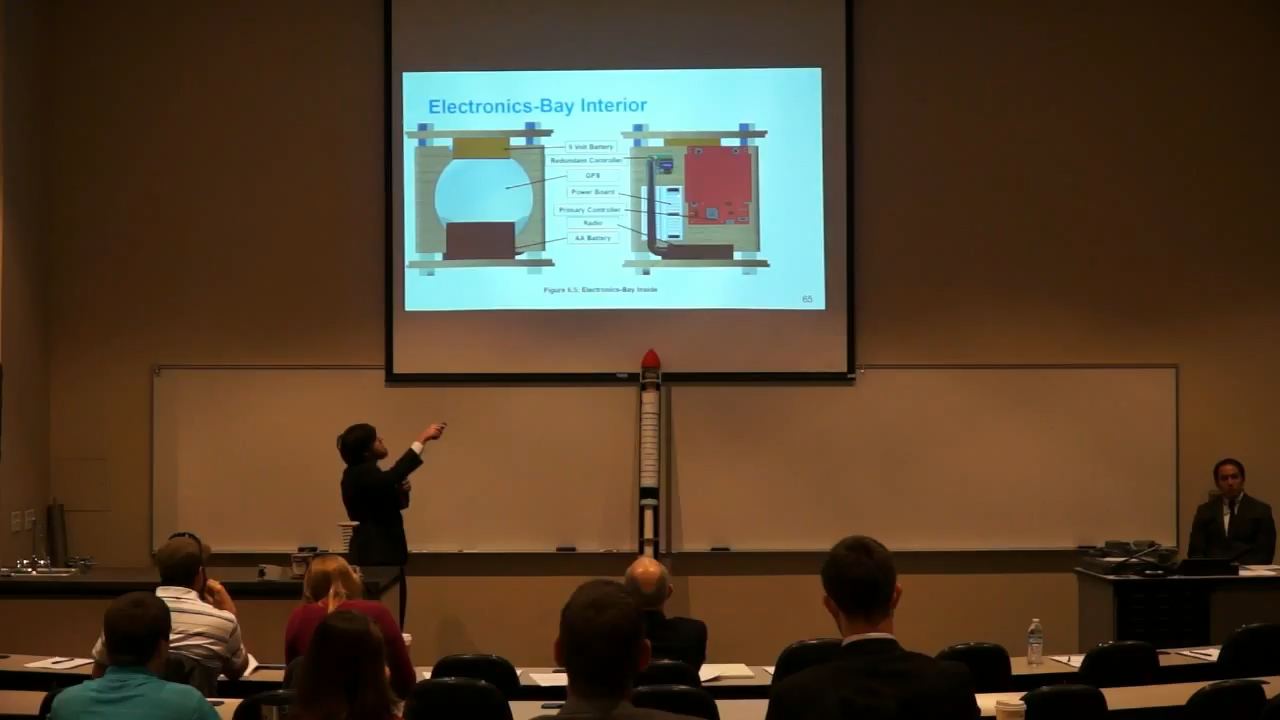 Electronics-Bay Interior
9 Volt Battery
Redundant Controller
GPS
Power Board
Primary Controller
Radio
AA Battery
Figure 6.5: Electronics-Bay Inside
65